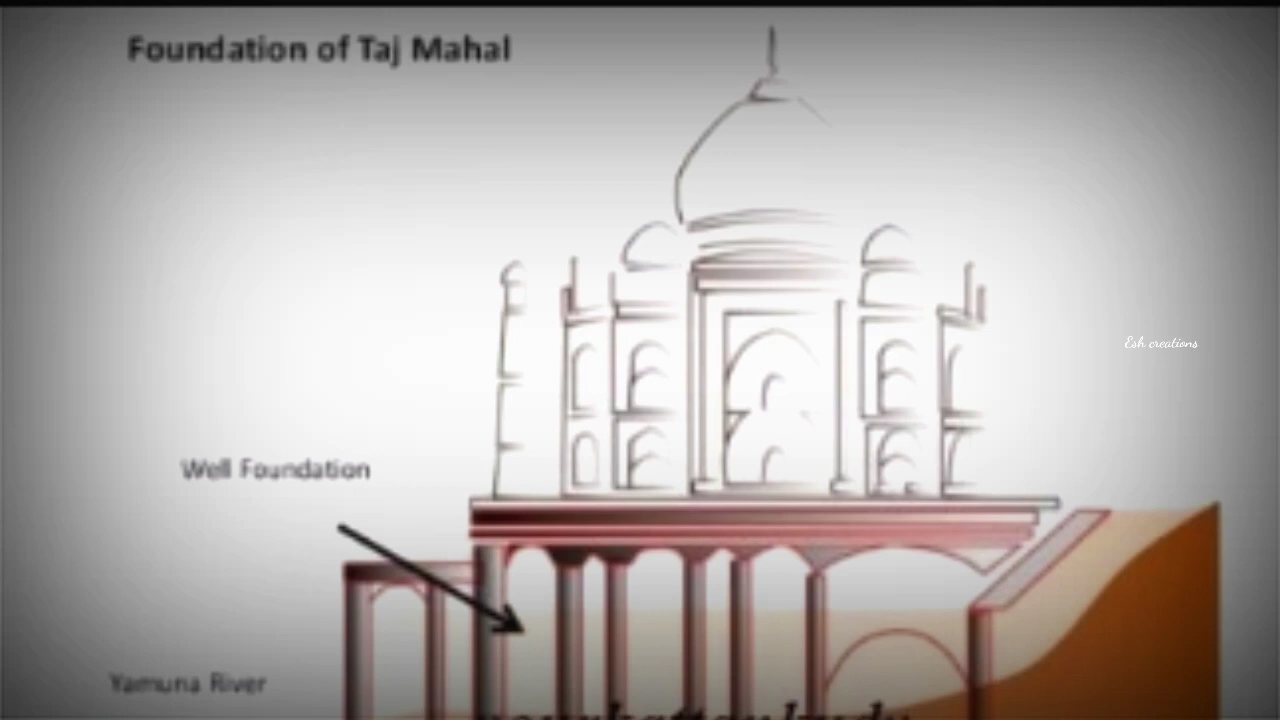 Foundation of Taj Mahal
Esh creations
Well Foundation
Yamuna River